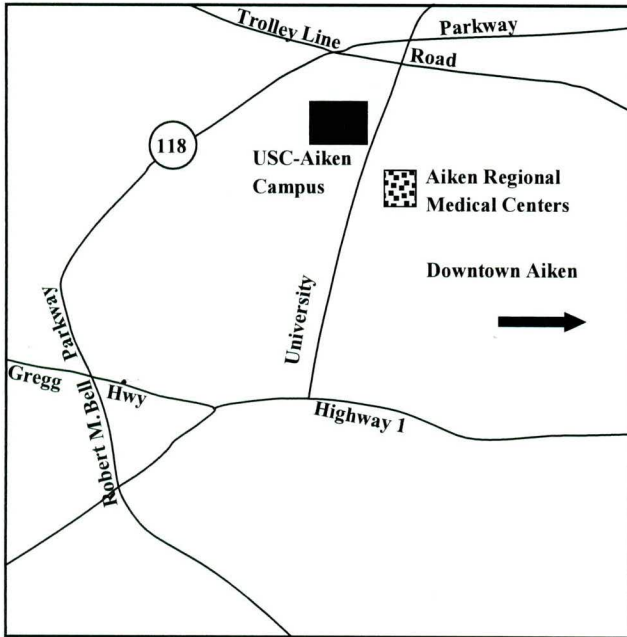 Trolley Line
Parkway
Road
118
USC-Aiken
Campus
Aiken Regional
Medical Centers
Downtown Aiken
University
Parkway
Gregg
Hwy
Robert M. Bell
Highway 1